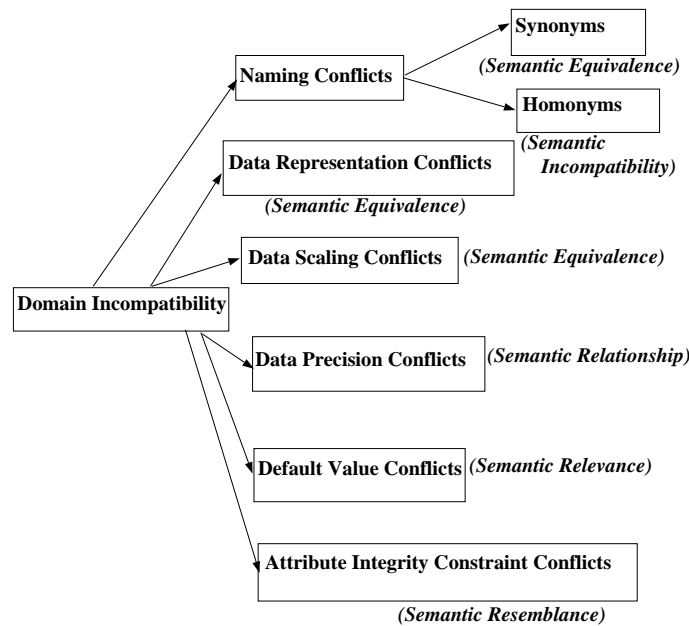 Synonyms
(Semantic Equivalence)
Naming Conflicts
Homonyms
(Semantic
Incompatibility)
Data Representation Conflicts
(Semantic Equivalence)
Data Scaling Conflicts
(Semantic Equivalence)
Domain Incompatibility
Data Precision Conflicts
(Semantic Relationship)
Default Value Conflicts
(Semantic Relevance)
Attribute Integrity Constraint Conflicts
(Semantic Resemblance)